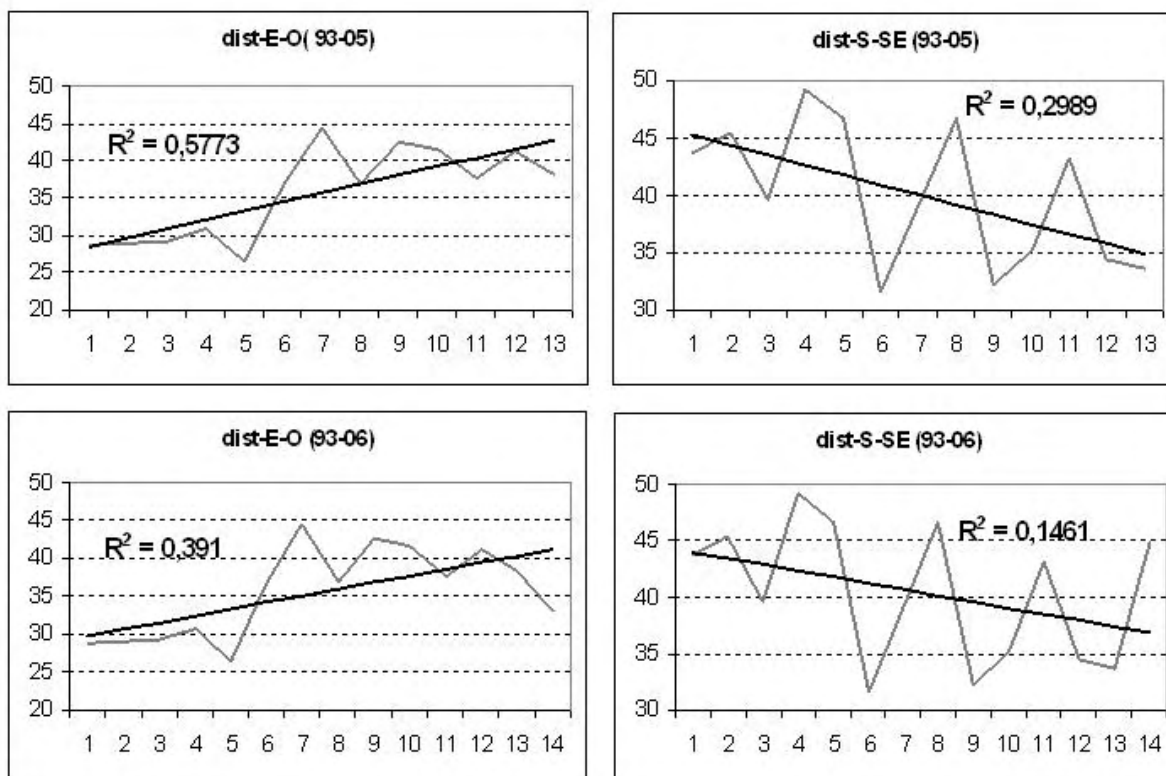 dist-E-O( 93-05)
50
45
40
35
30
25
20
R² = 0,5773
1 2 3 4 5 6 7 8 9 10 11 12 13
dist-S-SE (93-05)
50
45
40
35
30
R² = 0,2989
1 2 3 4 5 6 7 8 9 10 11 12 13
dist-E-O (93-06)
50
45
40
35
30
25
20
R² = 0,391
1 2 3 4 5 6 7 8 9 10 11 12 13 14
dist-S-SE (93-06)
50
45
40
35
30
R² = 0,1461
1 2 3 4 5 6 7 8 9 10 11 12 13 14